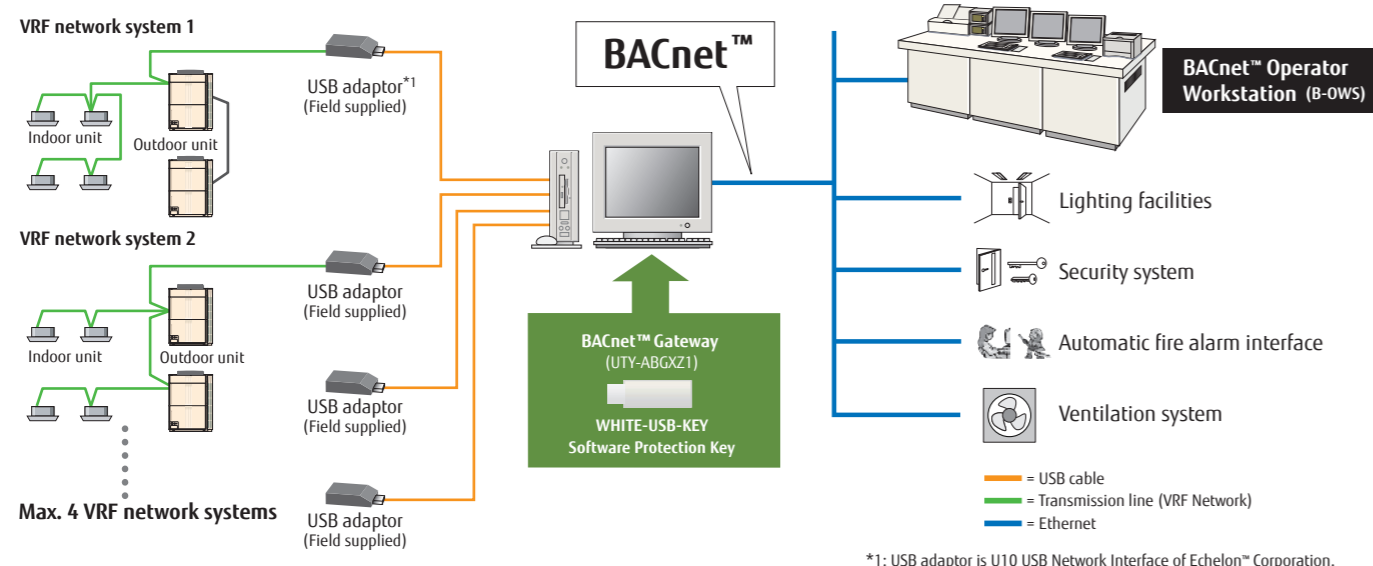 VRF network system 1
USB adaptor*1
(Field supplied)
Indoor unit
Outdoor unit
VRF network system 2
USB adaptor
(Field supplied)
Indoor unit
Outdoor unit
USB adaptor
(Field supplied)
Max. 4 VRF network systems
USB adaptor
(Field supplied)
BACnet™
BACnet™ Gateway
(UTY-ABGXZ1)
WHITE-USB-KEY
Software Protection Key
BACnet™ Operator
Workstation (B-OWS)
Lighting facilities
Security system
Automatic fire alarm interface
Ventilation system
= USB cable
= Transmission line (VRF Network)
= Ethernet
*1: USB adaptor is U10 USB Network Interface of Echelon™ Corporation.